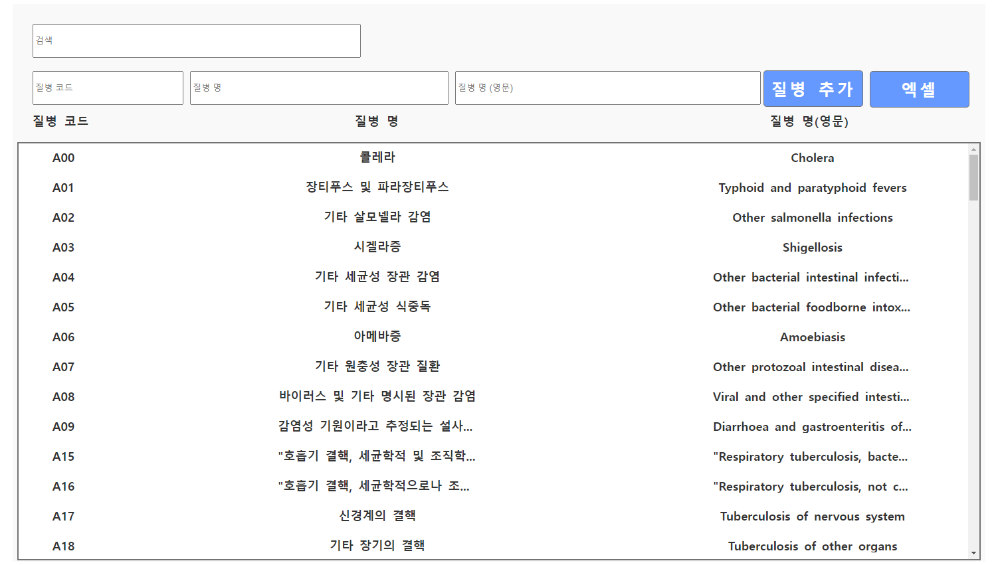 검색
질병 코드 질병 명 질병 명 (영문) 질병 추가 엑셀
질병 코드 질병 명 질병 명(영문)
A00 콜레라 Cholera
A01 장티푸스 및 파라장티푸스 Typhoid and paratyphoid fevers
A02 기타 살모넬라 감염 Other salmonella infections
A03 시겔라증 Shigellosis
A04 기타 세균성 장관 감염 Other bacterial intestinal infecti...
A05 기타 세균성 식중독 Other bacterial foodborne intox...
A06 아메바증 Amoebiasis
A07 기타 원충성 장관 질환 Other protozoal intestinal disea...
A08 바이러스 및 기타 명시된 장관 감염 Viral and other specified intesti...
A09 감염성 기원이라고 추정되는 설사... Diarrhoea and gastroenteritis of...
A15 "호흡기 결핵, 세균학적 및 조직학... "Respiratory tuberculosis, bacte...
A16 "호흡기 결핵, 세균학적으로나 조... "Respiratory tuberculosis, not c...
A17 신경계의 결핵 Tuberculosis of nervous system
A18 기타 장기의 결핵 Tuberculosis of other organs